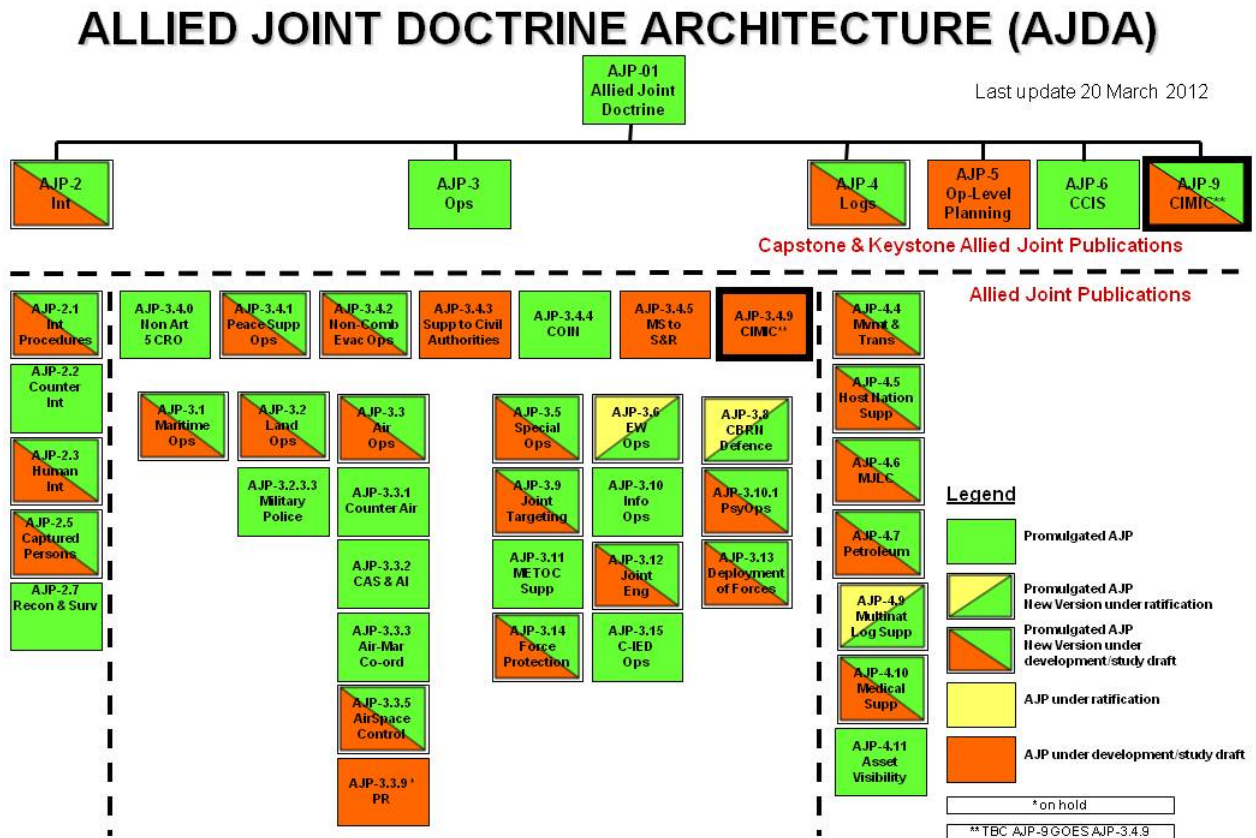 ALLIED JOINT DOCTRINE ARCHITECTURE (AJDA)
AJP-01
Allied Joint
Doctrine
Last update 20 March 2012
AJP-2
Int
AJP-3
Ops
AJP-4
Logs
AJP-5
Op-Level
Planning
AJP-6
CCIS
AJP-9
CIMIC**
Capstone & Keystone Allied Joint Publications
Allied Joint Publications
AJP-2.1
Int
Procedures
AJP-2.2
Counter
Int
AJP-2.3
Human
Int
AJP-2.5
Captured
Persons
AJP-2.7
Recon & Surv
AJP-3.4.0
Non Art
5 CRO
AJP-3.4.1
Peace Supp
Ops
AJP-3.4.2
Non-Comb
Evac Ops
AJP-3.4.3
Supp to Civil
Authorities
AJP-3.4.4
COIN
AJP-3.4.5
MS to
S&R
AJP-3.4.9
CIMIC**
AJP-3.1
Maritime
Ops
AJP-3.2
Land
Ops
AJP-3.2.3.3
Military
Police
AJP-3.3
Air
Ops
AJP-3.3.1
Counter Air
AJP-3.3.2
CAS & AI
AJP-3.3.3
Air-Mar
Co-ord
AJP-3.3.5
AirSpace
Control
AJP-3.3.9 *
PR
AJP-3.5
Special
Ops
AJP-3.6
EW
Ops
AJP-3.8
CBRN
Defence
AJP-3.9
Joint
Targeting
AJP-3.10
Info
Ops
AJP-3.10.1
PsyOps
AJP-3.11
METOC
Supp
AJP-3.12
Joint
Eng
AJP-3.13
Deployment
of Forces
AJP-3.14
Force
Protection
AJP-3.15
C-IED
Ops
AJP-4.4
Mvmt &
Trans
AJP-4.5
Host Nation
Supp
AJP-4.6
MJLC
AJP-4.7
Petroleum
AJP-4.9
Multinat
Log Supp
AJP-4.10
Medical
Supp
AJP-4.11
Asset
Visibility
Legend
Promulgated AJP
Promulgated AJP
New Version under ratification
Promulgated AJP
New Version under
development/study draft
AJP under ratification
AJP under development/study draft
* on hold
** TBC AJP-9 GOES AJP-3.4.9